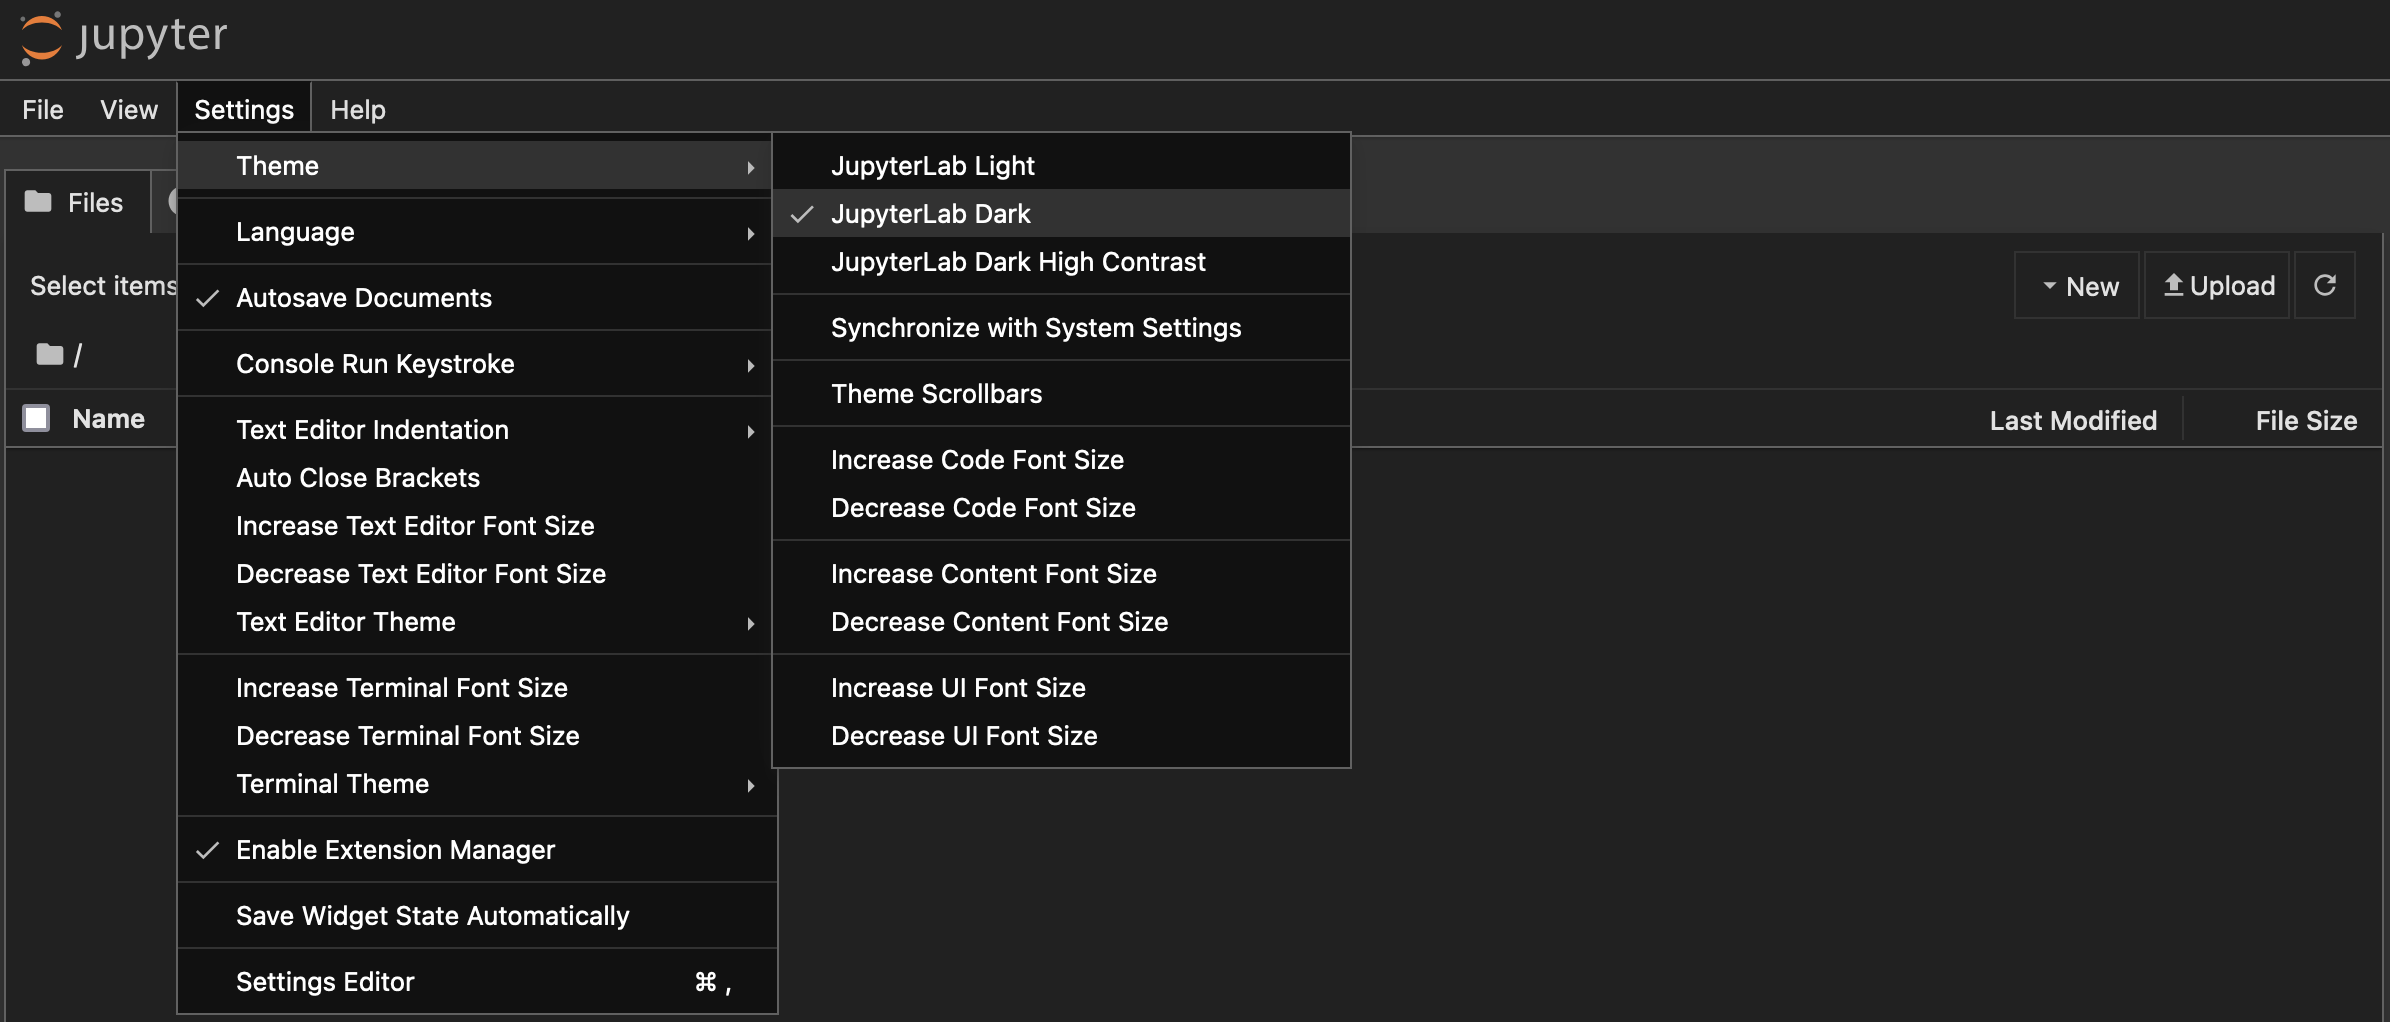 jupyter
File View Settings Help
Files
Select items
/
Name
New Upload
Last Modified File Size
Theme
Language
Autosave Documents
Console Run Keystroke
Text Editor Indentation
Auto Close Brackets
Increase Text Editor Font Size
Decrease Text Editor Font Size
Text Editor Theme
Increase Terminal Font Size
Decrease Terminal Font Size
Terminal Theme
Enable Extension Manager
Save Widget State Automatically
Settings Editor ⌘ ,
JupyterLab Light
JupyterLab Dark
JupyterLab Dark High Contrast
Synchronize with System Settings
Theme Scrollbars
Increase Code Font Size
Decrease Code Font Size
Increase Content Font Size
Decrease Content Font Size
Increase UI Font Size
Decrease UI Font Size